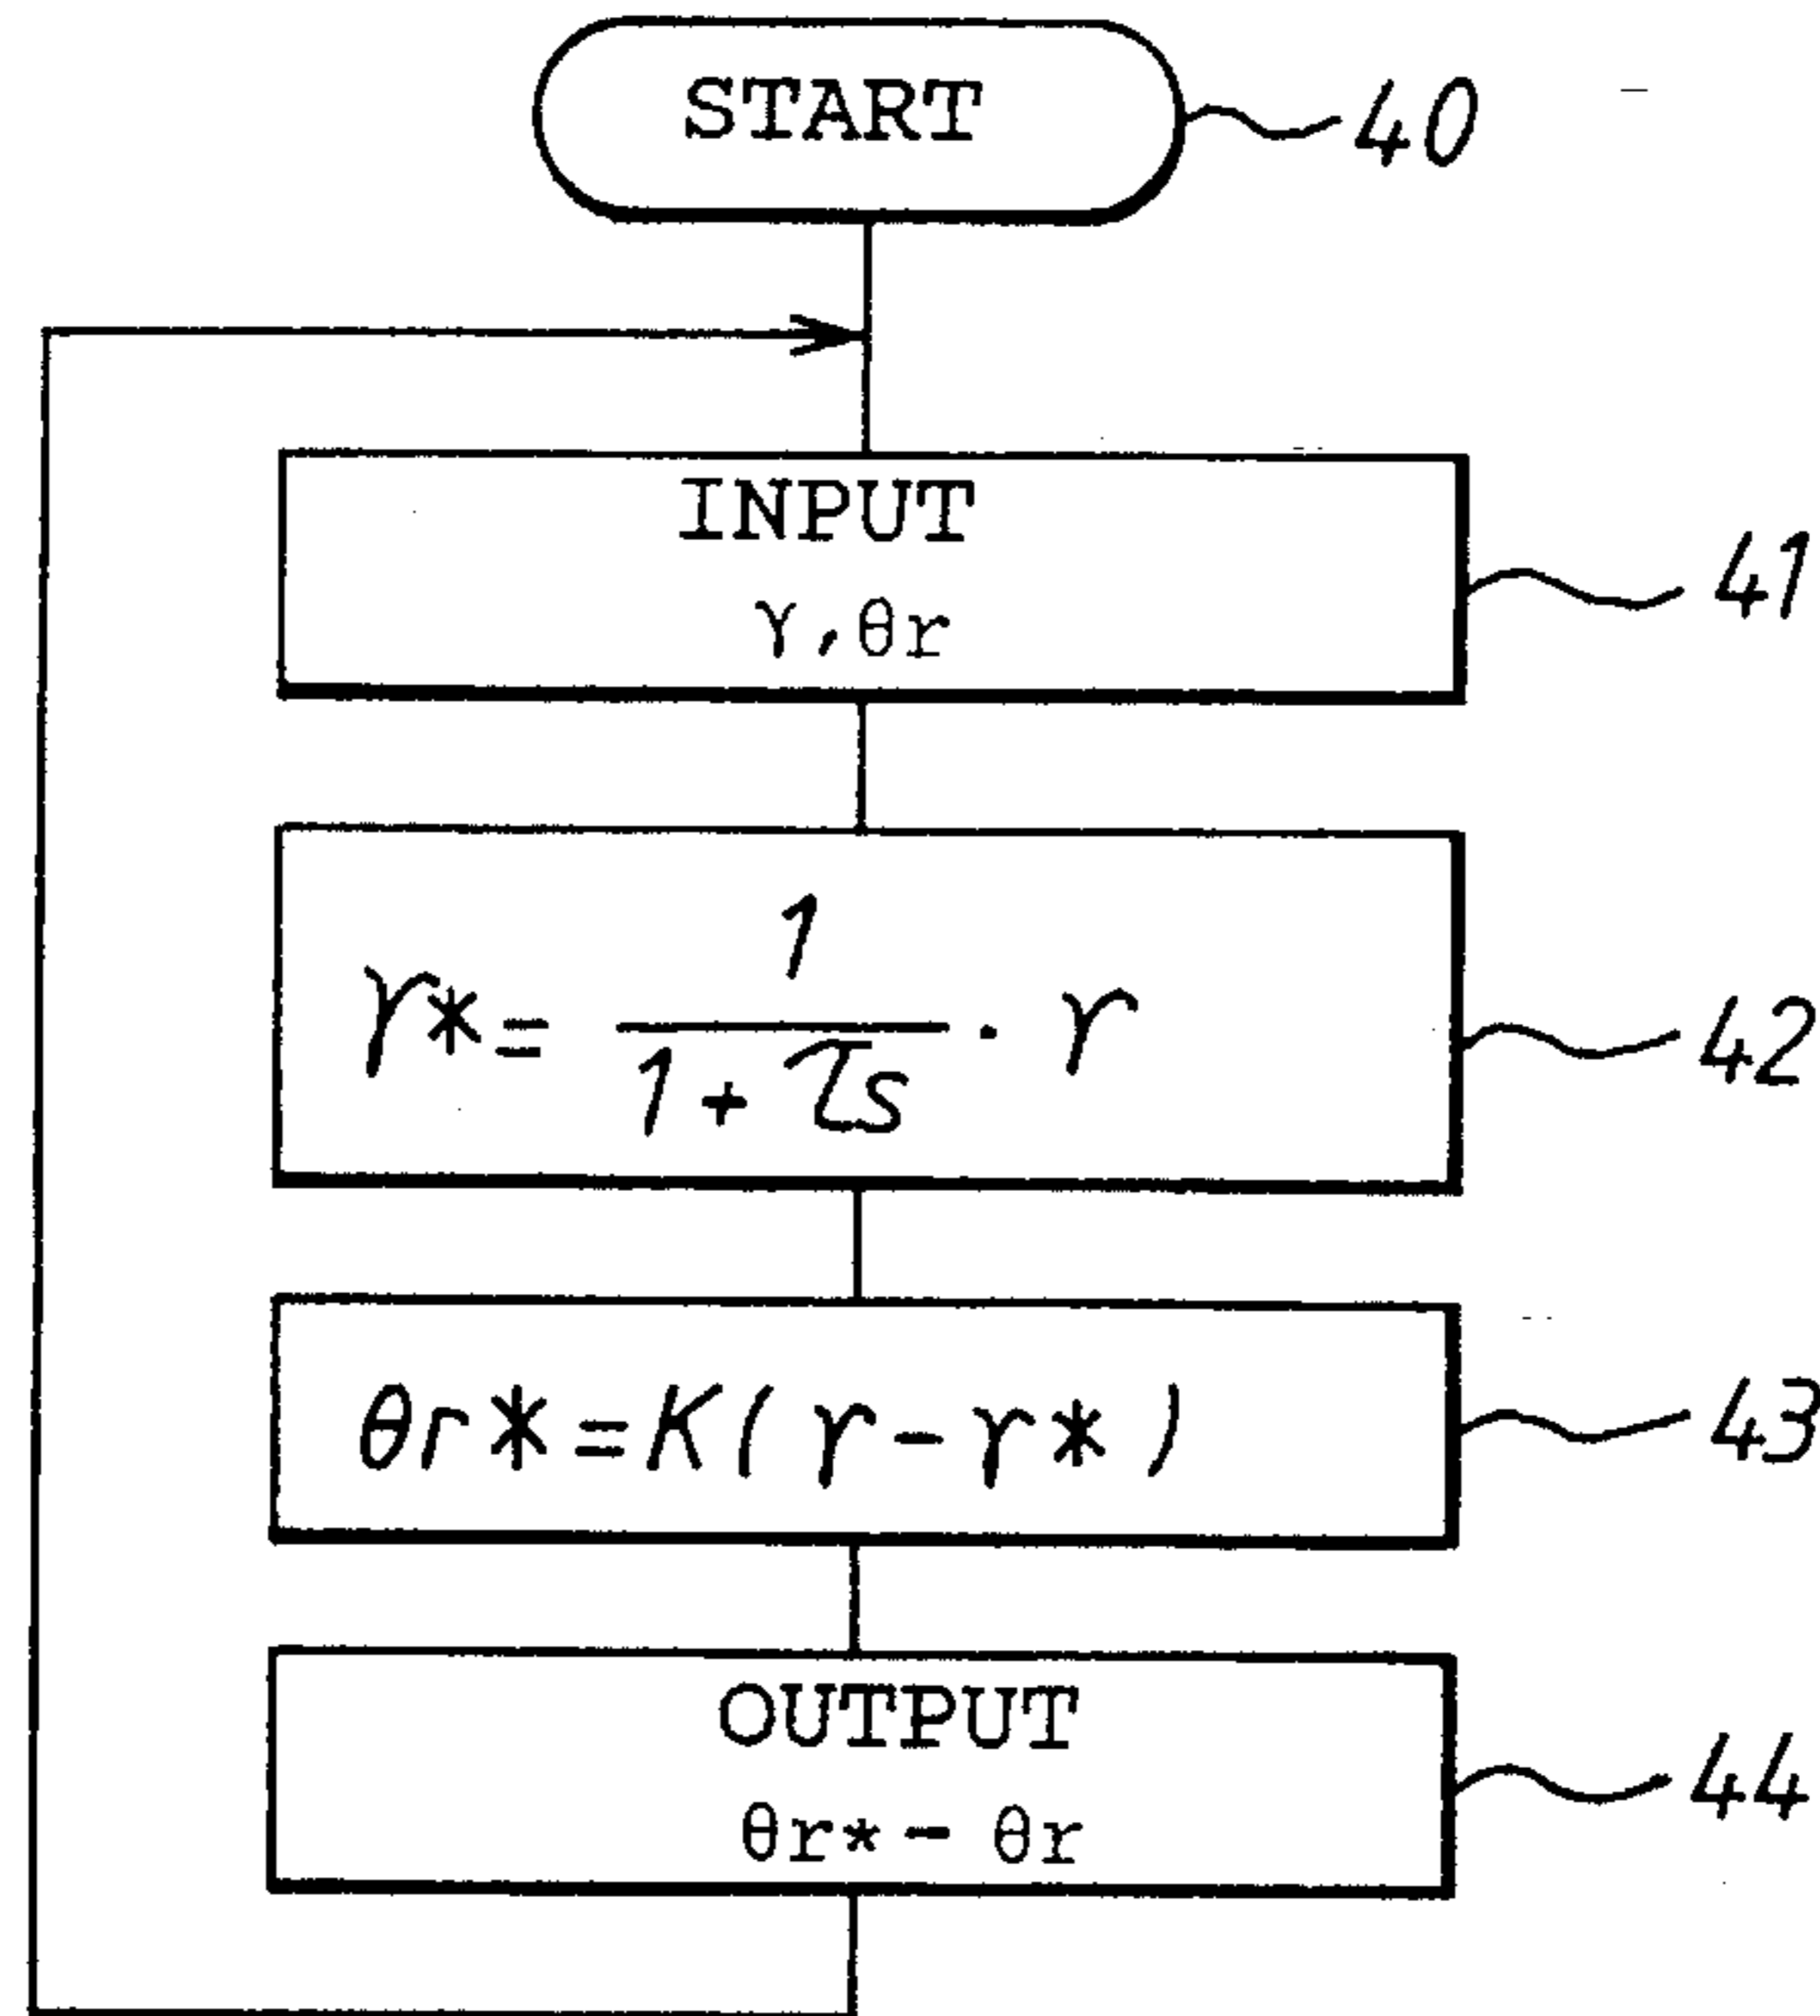 START
40
INPUT
γ, θr
41
γ* = 1 / (1 + τs) · γ
42
θr* = K(γ - γ*)
43
OUTPUT
θr* - θr
44